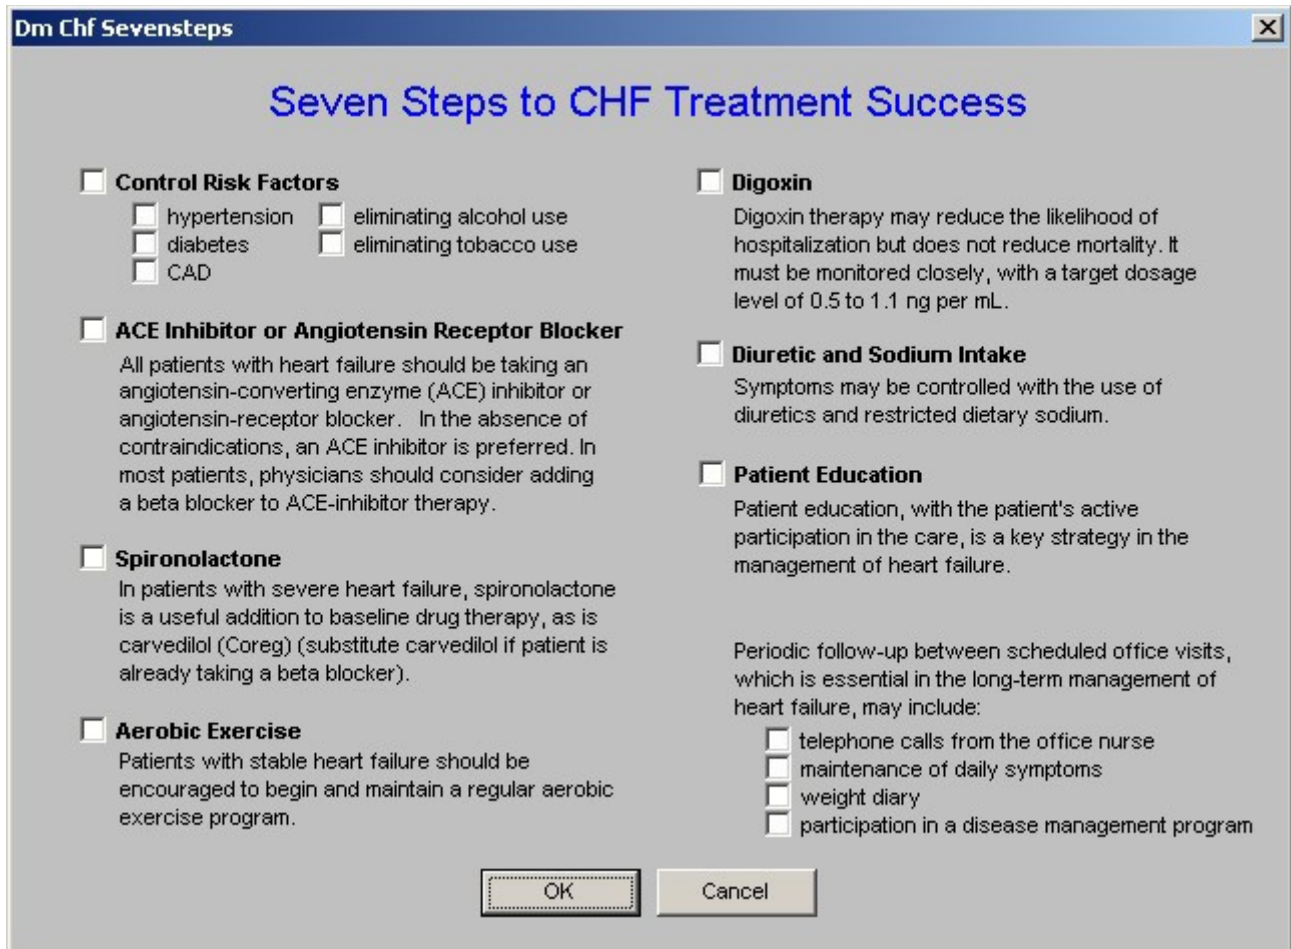 Dm Chf Sevensteps
Seven Steps to CHF Treatment Success
Control Risk Factors
hypertension
eliminating alcohol use
diabetes
eliminating tobacco use
CAD
ACE Inhibitor or Angiotensin Receptor Blocker
All patients with heart failure should be taking an
angiotensin-converting enzyme (ACE) inhibitor or
angiotensin-receptor blocker. In the absence of
contraindications, an ACE inhibitor is preferred. In
most patients, physicians should consider adding
a beta blocker to ACE-inhibitor therapy.
Spironolactone
In patients with severe heart failure, spironolactone
is a useful addition to baseline drug therapy, as is
carvedilol (Coreg) (substitute carvedilol if patient is
already taking a beta blocker).
Aerobic Exercise
Patients with stable heart failure should be
encouraged to begin and maintain a regular aerobic
exercise program.
Digoxin
Digoxin therapy may reduce the likelihood of
hospitalization but does not reduce mortality. It
must be monitored closely, with a target dosage
level of 0.5 to 1.1 ng per mL.
Diuretic and Sodium Intake
Symptoms may be controlled with the use of
diuretics and restricted dietary sodium.
Patient Education
Patient education, with the patient's active
participation in the care, is a key strategy in the
management of heart failure.
Periodic follow-up between scheduled office visits,
which is essential in the long-term management of
heart failure, may include:
telephone calls from the office nurse
maintenance of daily symptoms
weight diary
participation in a disease management program
OK
Cancel